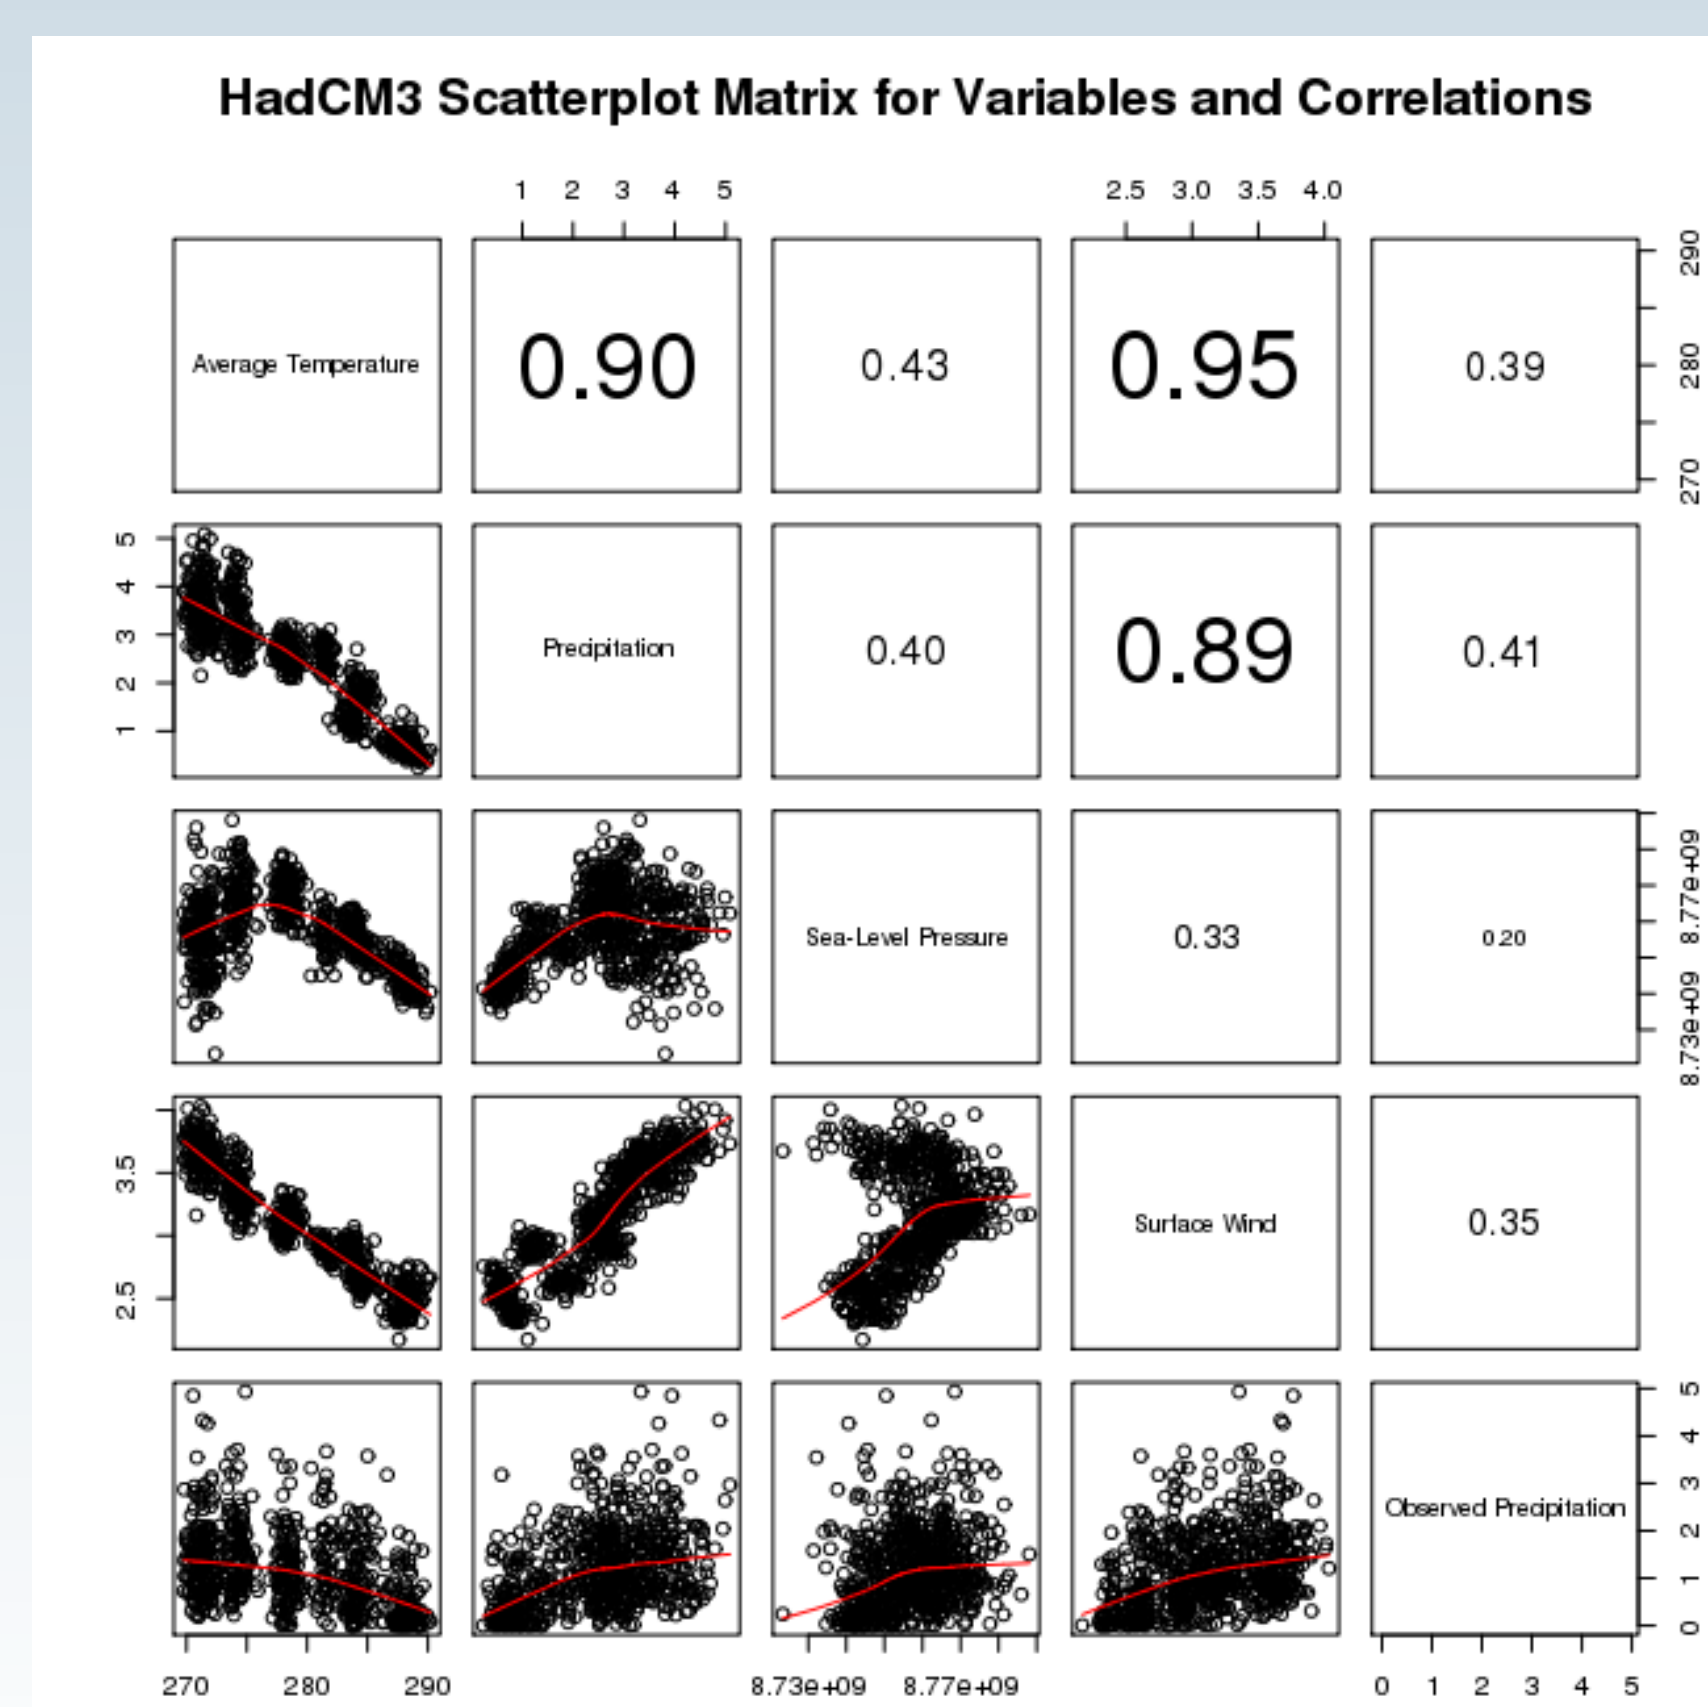 HadCM3 Scatterplot Matrix for Variables and Correlations
1 2 3 4 5 2.5 3.0 3.5 4.0
Average Temperature 0.90 0.43 0.95 0.39
270 280 290
1 2 3 4 5
Precipitation 0.40 0.89 0.41
Sea-Level Pressure 0.33 0.20
8.73e+09 8.77e+09
2.5 3.5
Surface Wind 0.35
Observed Precipitation
0 1 2 3 4 5
270 280 290 8.73e+09 8.77e+09 0 1 2 3 4 5